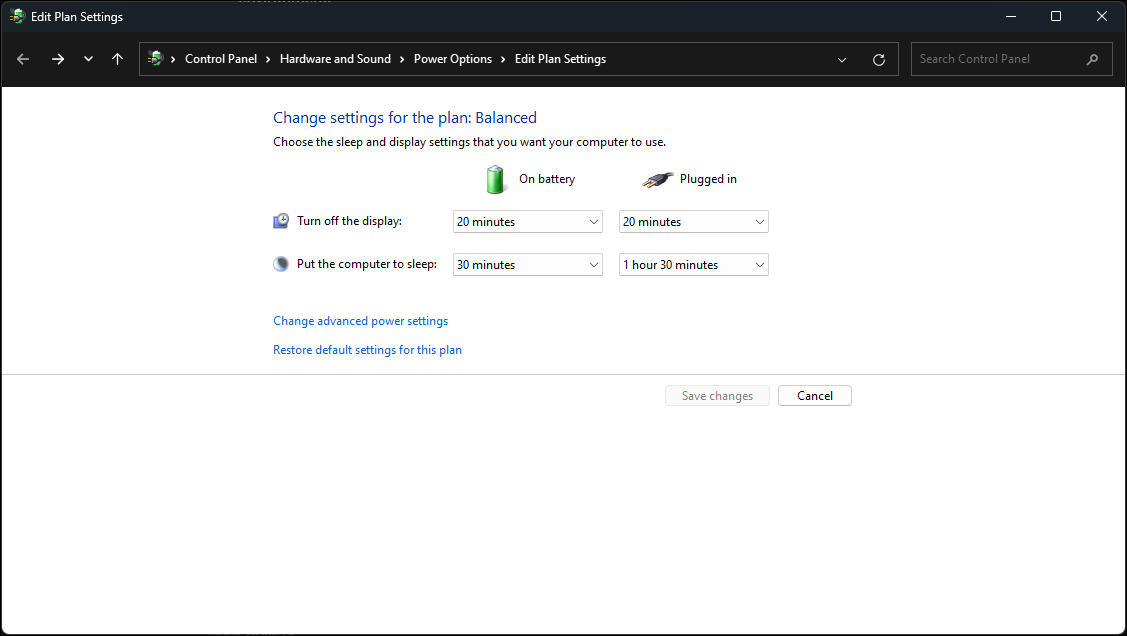 Edit Plan Settings
Control Panel > Hardware and Sound > Power Options > Edit Plan Settings
Search Control Panel
Change settings for the plan: Balanced
Choose the sleep and display settings that you want your computer to use.
On battery Plugged in
Turn off the display: 20 minutes 20 minutes
Put the computer to sleep: 30 minutes 1 hour 30 minutes
Change advanced power settings
Restore default settings for this plan
Save changes Cancel